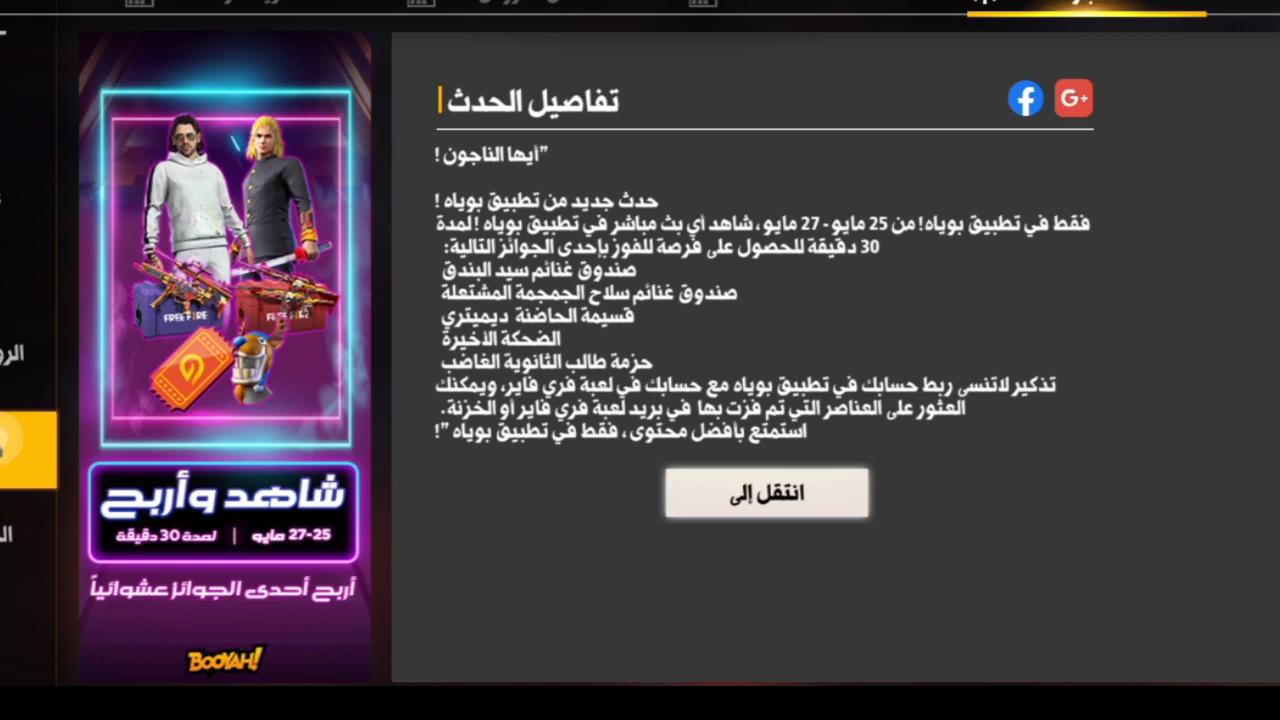 تفاصيل الحدث
G+
"أيها الناجون !
حدث جديد من تطبيق بوياه !
فقط في تطبيق بوياه! من 25 مايو - 27 مايو ، شاهد أي بث مباشر في تطبيق بوياه ! لمدة
30 دقيقة للحصول على فرصة للفوز بإحدى الجوائز التالية:
صندوق غنائم سيد البندق
صندوق غنائم سلاح الجمجمة المشتعلة
قسيمة الحاضنة ديميتري
الضحكة الأخيرة
حزمة طالب الثانوية الغاضب
تذكير لاتنسى ربط حسابك في تطبيق بوياه مع حسابك في لعبة فري فاير، ويمكنك
العثور على العناصر التي تم فزت بها في بريد لعبة فري فاير أو الخزنة.
استمتع بأفضل محتوى ، فقط في تطبيق بوياه "!
انتقل إلى
FREE FIRE
FREE FIRE
شاهد وأربح
25-27 مايو | لمدة 30 دقيقة
أربح أحدى الجوائز عشوائياً
BOOYAH!